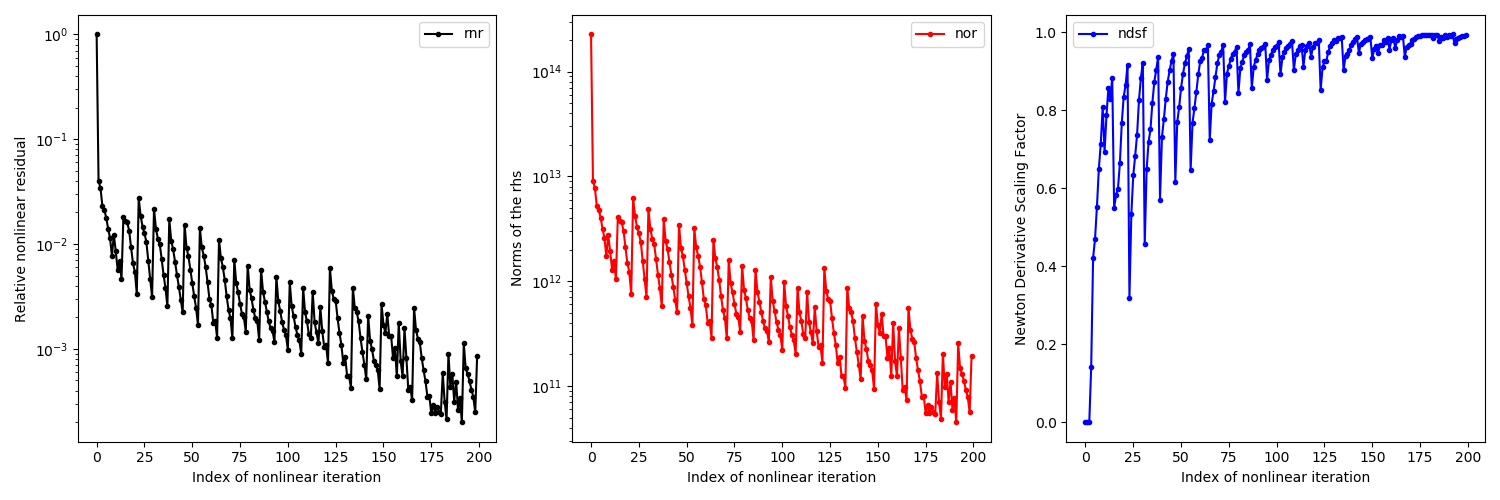 Relative nonlinear residual
10^0
10^-1
10^-2
10^-3
rnr
0 25 50 75 100 125 150 175 200
Index of nonlinear iteration
Norms of the rhs
10^14
10^13
10^12
10^11
nor
0 25 50 75 100 125 150 175 200
Index of nonlinear iteration
Newton Derivative Scaling Factor
1.0
0.8
0.6
0.4
0.2
0.0
ndsf
0 25 50 75 100 125 150 175 200
Index of nonlinear iteration